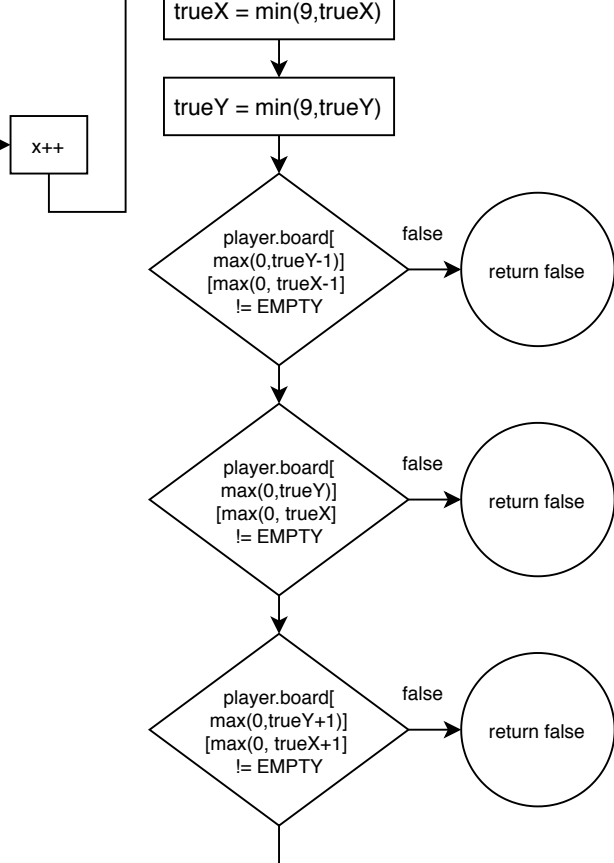 trueX = min(9,trueX)
trueY = min(9,trueY)
x++
player.board[
max(0,trueY-1)]
[max(0, trueX-1]
!= EMPTY
false
return false
player.board[
max(0,trueY)]
[max(0, trueX]
!= EMPTY
false
return false
player.board[
max(0,trueY+1)]
[max(0, trueX+1]
!= EMPTY
false
return false